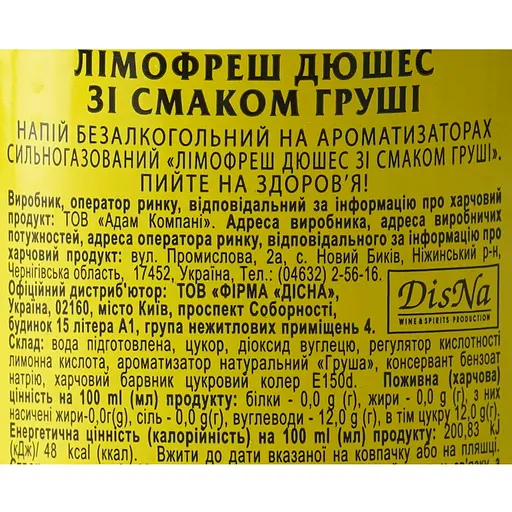 ЛІМОФРЕШ ДЮШЕС
ЗІ СМАКОМ ГРУШІ
НАПІЙ БЕЗАЛКОГОЛЬНИЙ НА АРОМАТИЗАТОРАХ
СИЛЬНОГАЗОВАНИЙ «ЛІМОФРЕШ ДЮШЕС ЗІ СМАКОМ ГРУШІ».
ПИЙТЕ НА ЗДОРОВ'Я!
Виробник, оператор ринку, відповідальний за інформацію про харчовий
продукт: ТОВ «Адам Компані». Адреса виробника, адреса виробничих
потужностей, адреса оператора ринку, відповідального за інформацію про
харчовий продукт: вул. Промислова, 2а, с. Новий Биків, Ніжинський р-н,
Чернігівська область, 17452, Україна, Тел.: (04632) 2-56-16.
Офіційний дистриб'ютор: ТОВ «ФІРМА «ДІСНА»,
Україна, 02160, місто Київ, проспект Соборності,
будинок 15 літера А1, група нежитлових приміщень 4.
DisNa
WINE & SPIRITS PRODUCTION
Склад: вода підготовлена, цукор, діоксид вуглецю, регулятор кислотності
лимонна кислота, ароматизатор натуральний «Груша», консервант бензоат
натрію, харчовий барвник цукровий колер Е150d. Поживна (харчова)
цінність на 100 ml (мл) продукту: білки - 0,0 g (г), жири - 0,0 g (г), з них
насичені жири-0,0г(g), сіль - 0,0 g (г), вуглеводи - 12,0 g (г), в тім цукру 12,0 g(г).
Енергетична цінність (калорійність) на 100 ml (мл) продукту: 200,83 kJ
(кДж)/ 48 kcal (ккал). Вжити до дати вказаної на ковпачку або на пляшці.